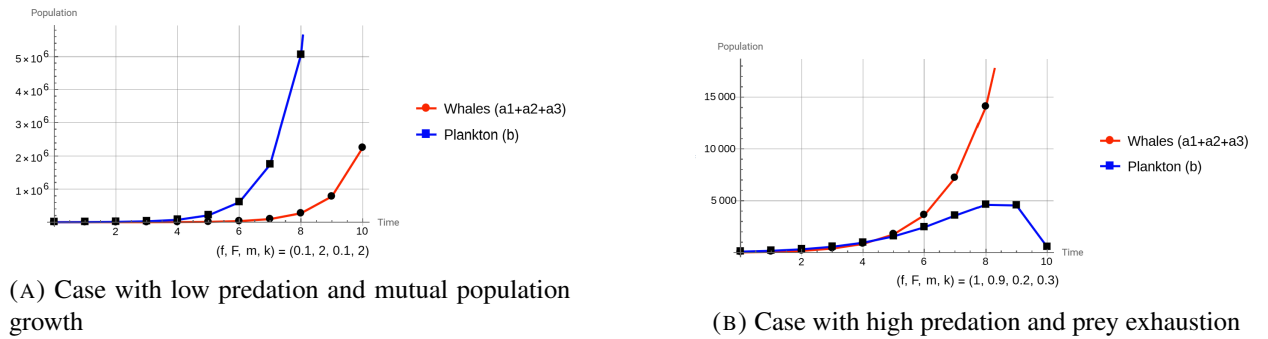 Population
5×10⁶
4×10⁶
3×10⁶
2×10⁶
1×10⁶
2 4 6 8 10
Time
(f, F, m, k) = (0.1, 2, 0.1, 2)
Whales (a1+a2+a3)
Plankton (b)
(A) Case with low predation and mutual population
growth
Population
15 000
10 000
5 000
2 4 6 8 10
Time
(f, F, m, k) = (1, 0.9, 0.2, 0.3)
Whales (a1+a2+a3)
Plankton (b)
(B) Case with high predation and prey exhaustion